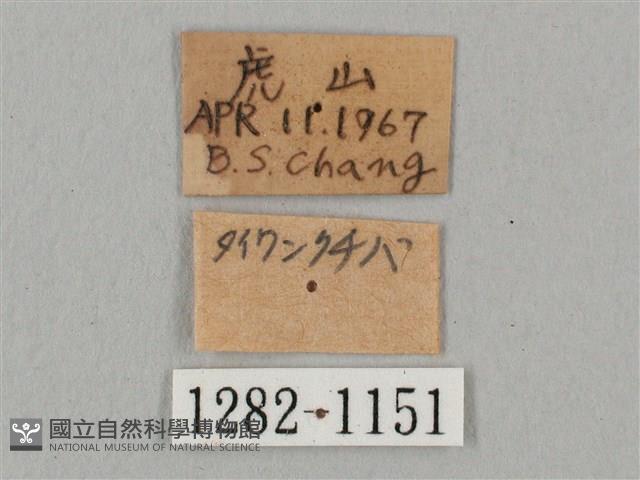 虎山
APR 11.1967
B.S.Chang
タイワンクチバ
1282-1151
國立自然科學博物館
NATIONAL MUSEUM OF NATURAL SCIENCE